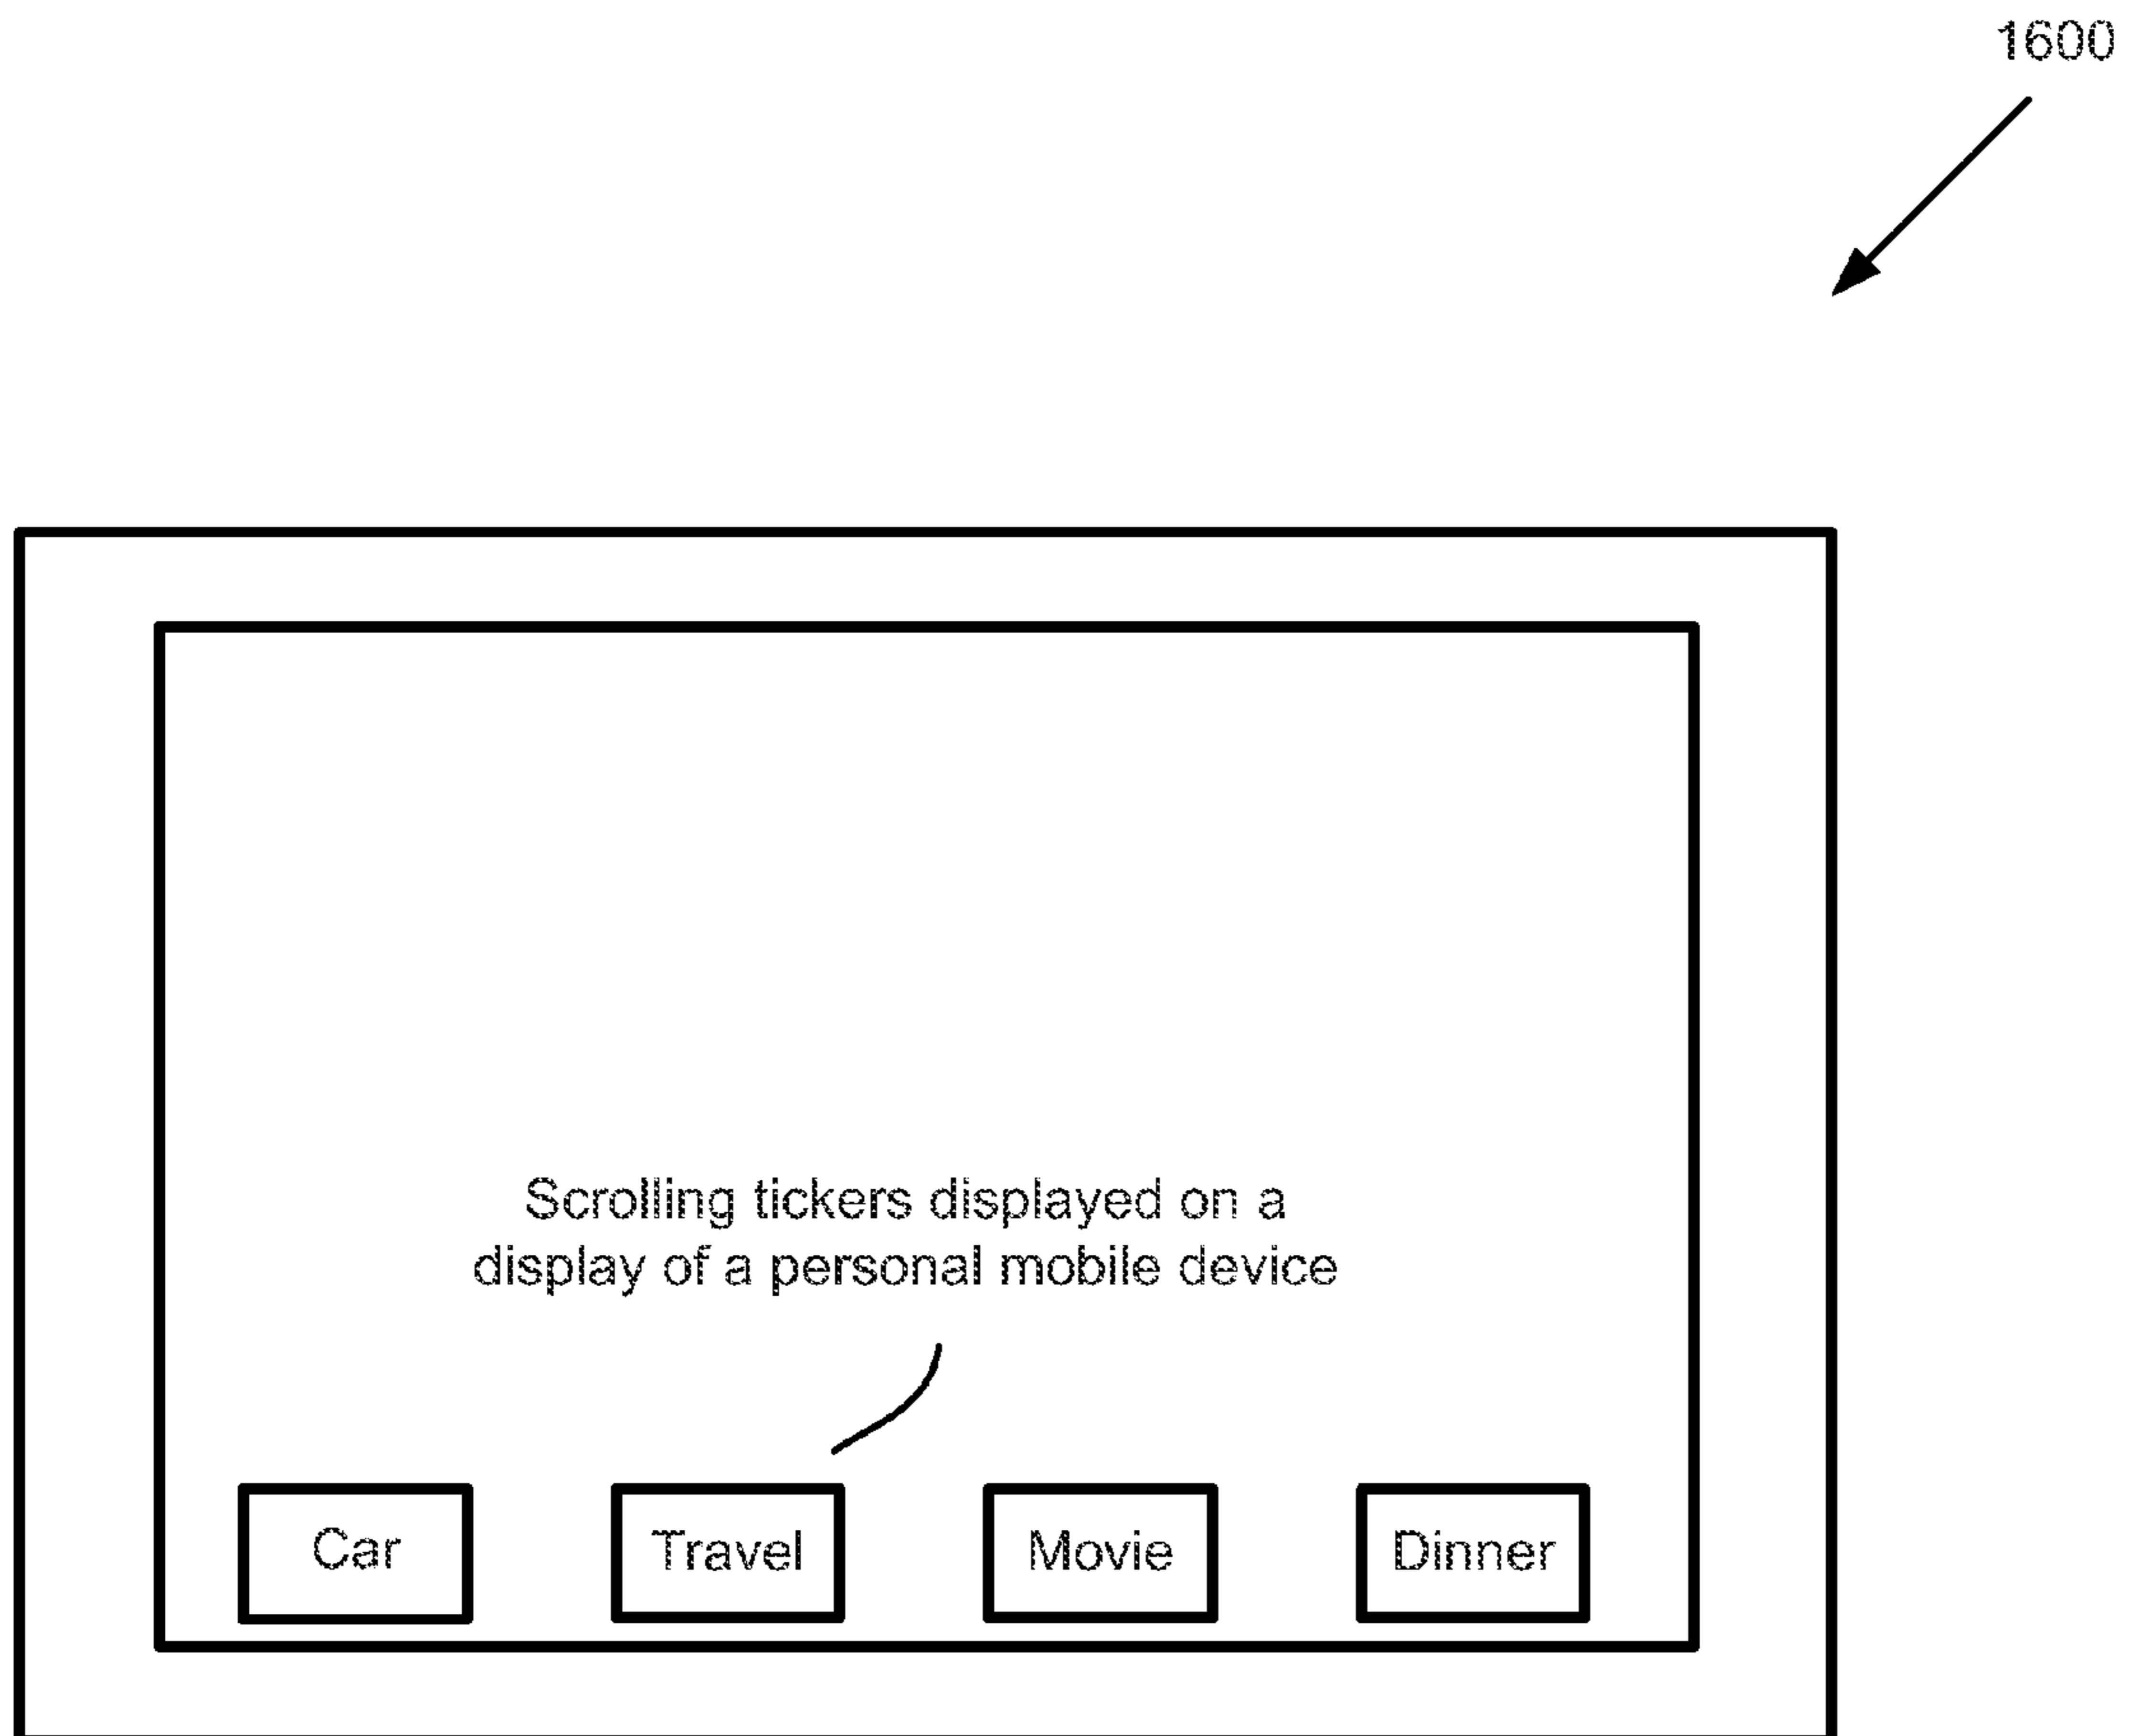 1600
Scrolling tickers displayed on a
display of a personal mobile device
Car
Travel
Movie
Dinner